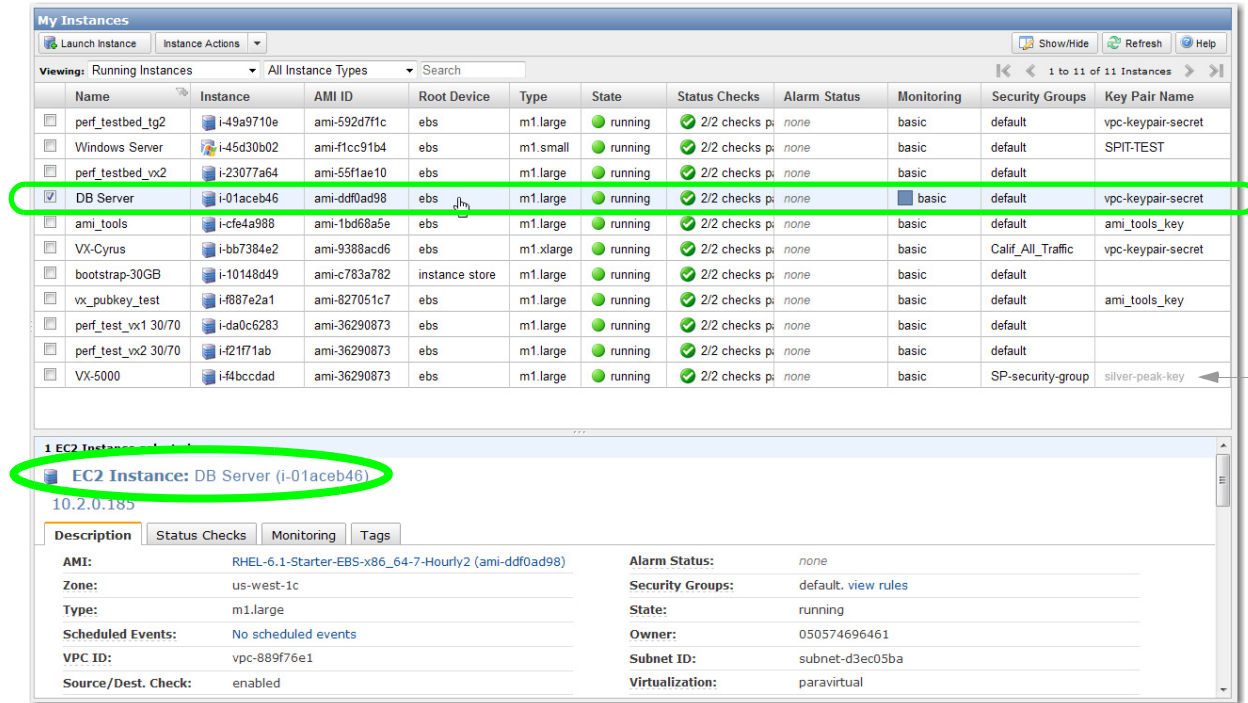 My Instances
Launch Instance Instance Actions Show/Hide Refresh Help
Viewing: Running Instances All Instance Types Search 1 to 11 of 11 Instances
Name Instance AMI ID Root Device Type State Status Checks Alarm Status Monitoring Security Groups Key Pair Name
perf_testbed_tg2 i-49a9710e ami-592d7f1c ebs m1.large running 2/2 checks pa none basic default vpc-keypair-secret
Windows Server i-45d30b02 ami-f1cc91b4 ebs m1.small running 2/2 checks pa none basic default SPIT-TEST
perf_testbed_vx2 i-23077a64 ami-55f1ae10 ebs m1.large running 2/2 checks pa none basic default
DB Server i-01aceb46 ami-ddf0ad98 ebs m1.large running 2/2 checks pa none basic default vpc-keypair-secret
ami_tools i-cfe4a988 ami-1bd68a5e ebs m1.large running 2/2 checks pa none basic default ami_tools_key
VX-Cyrus i-bb7384e2 ami-9388acd6 ebs m1.xlarge running 2/2 checks pa none basic Calif_All_Traffic vpc-keypair-secret
bootstrap-30GB i-10148d49 ami-c783a782 instance store m1.large running 2/2 checks pa none basic default
vx_pubkey_test i-f887e2a1 ami-827051c7 ebs m1.large running 2/2 checks pa none basic default ami_tools_key
perf_test_vx1 30/70 i-da0c6283 ami-36290873 ebs m1.large running 2/2 checks pa none basic default
perf_test_vx2 30/70 i-f21f71ab ami-36290873 ebs m1.large running 2/2 checks pa none basic default
VX-5000 i-f4bccdad ami-36290873 ebs m1.large running 2/2 checks pa none basic SP-security-group silver-peak-key
1 EC2 Instance selected
EC2 Instance: DB Server (i-01aceb46)
10.2.0.185
Description Status Checks Monitoring Tags
AMI: RHEL-6.1-Starter-EBS-x86_64-7-Hourly2 (ami-ddf0ad98) Alarm Status: none
Zone: us-west-1c Security Groups: default. view rules
Type: m1.large State: running
Scheduled Events: No scheduled events Owner: 050574696461
VPC ID: vpc-889f76e1 Subnet ID: subnet-d3ec05ba
Source/Dest. Check: enabled Virtualization: paravirtual